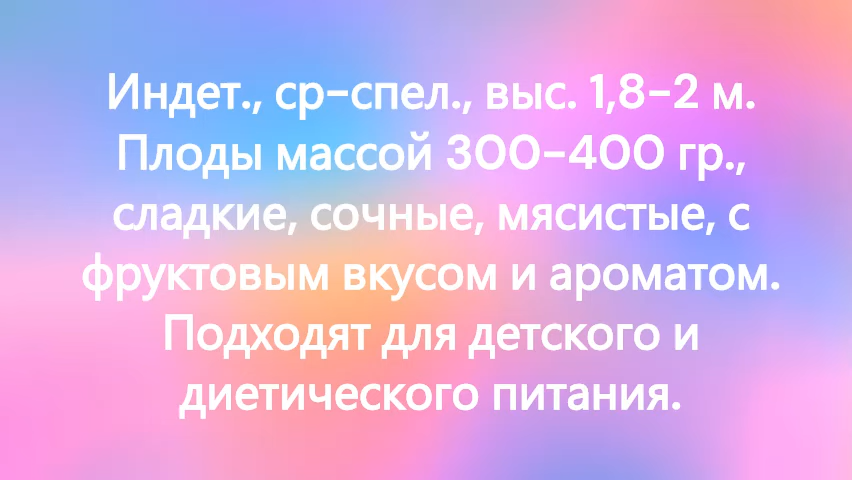 Индет., ср-спел., выс. 1,8-2 м.
Плоды массой 300-400 гр.,
сладкие, сочные, мясистые, с
фруктовым вкусом и ароматом.
Подходят для детского и
диетического питания.